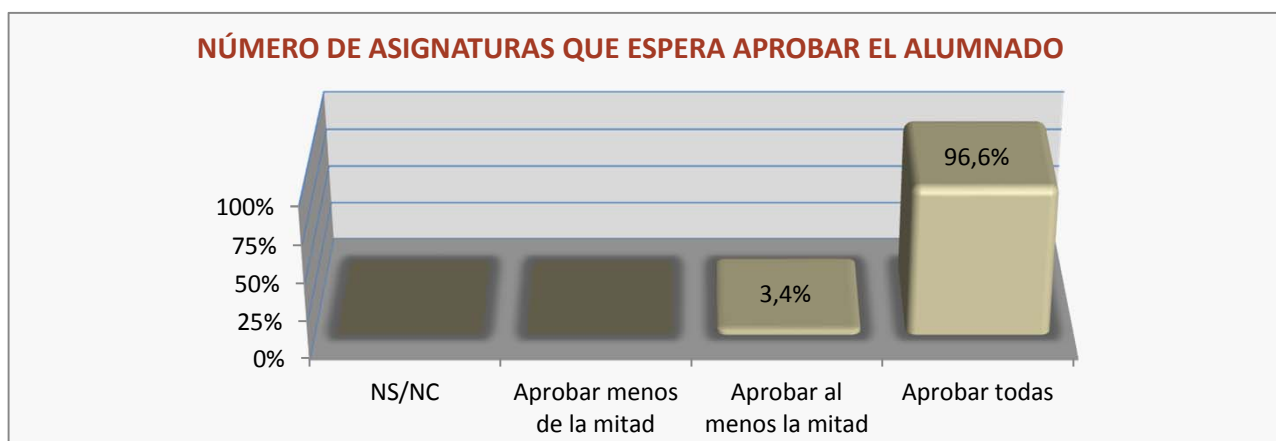 NÚMERO DE ASIGNATURAS QUE ESPERA APROBAR EL ALUMNADO
96,6%
100%
75%
50%
25%
0%
3,4%
NS/NC
Aprobar menos
de la mitad
Aprobar al
menos la mitad
Aprobar todas